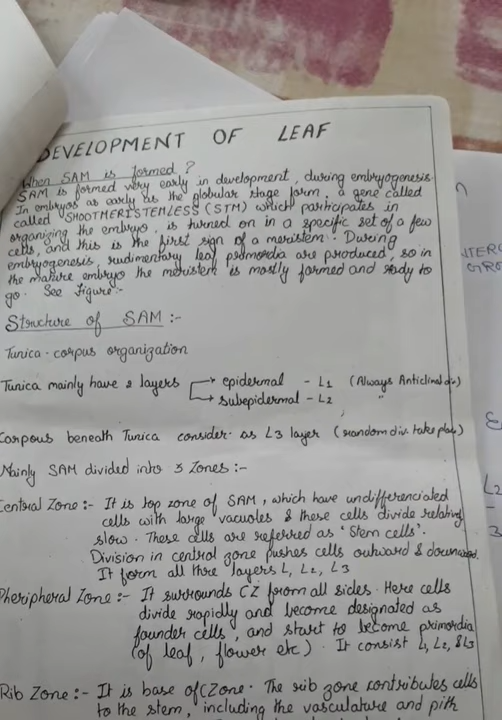 DEVELOPMENT OF LEAF
When SAM is formed?
SAM is formed very early in development, during embryogenesis
In embryos as early as the globular stage form, a gene called
called SHOOTMERISTEMLESS (STM) which participates in
organizing the embryo, is turned on in a specific set of a few
cells, and this is the first sign of a meristem. During
embryogenesis, rudimentary leaf primordia are produced, so in
the mature embryo the meristem is mostly formed and ready to
go. See Figure:-
Structure of SAM :-
Tunica-corpus organization
Tunica mainly have 2 layers → epidermal - L1 (Always Anticlinal div)
→ subepidermal - L2 "
Corpous beneath Tunica consider as L3 layer (random div. take place)
Mainly SAM divided into 3 Zones :-
Central Zone :- It is top zone of SAM, which have undifferenciated
cells with large vacuoles & these cells divide relating
slow. These cells are referred as 'Stem cells'.
Division in central zone pushes cells outward & downward.
It form all thre layers L1, L2, L3
Pheripheral Zone :- It surrounds CZ from all sides. Here cells
divide rapidly and become designated as
founder cells, and start to become primordia
(of leaf, flower etc). It consist L1, L2, & L3
Rib Zone :- It is base of CZone. The rib zone contributes cells
to the stem, including the vasculature and pith